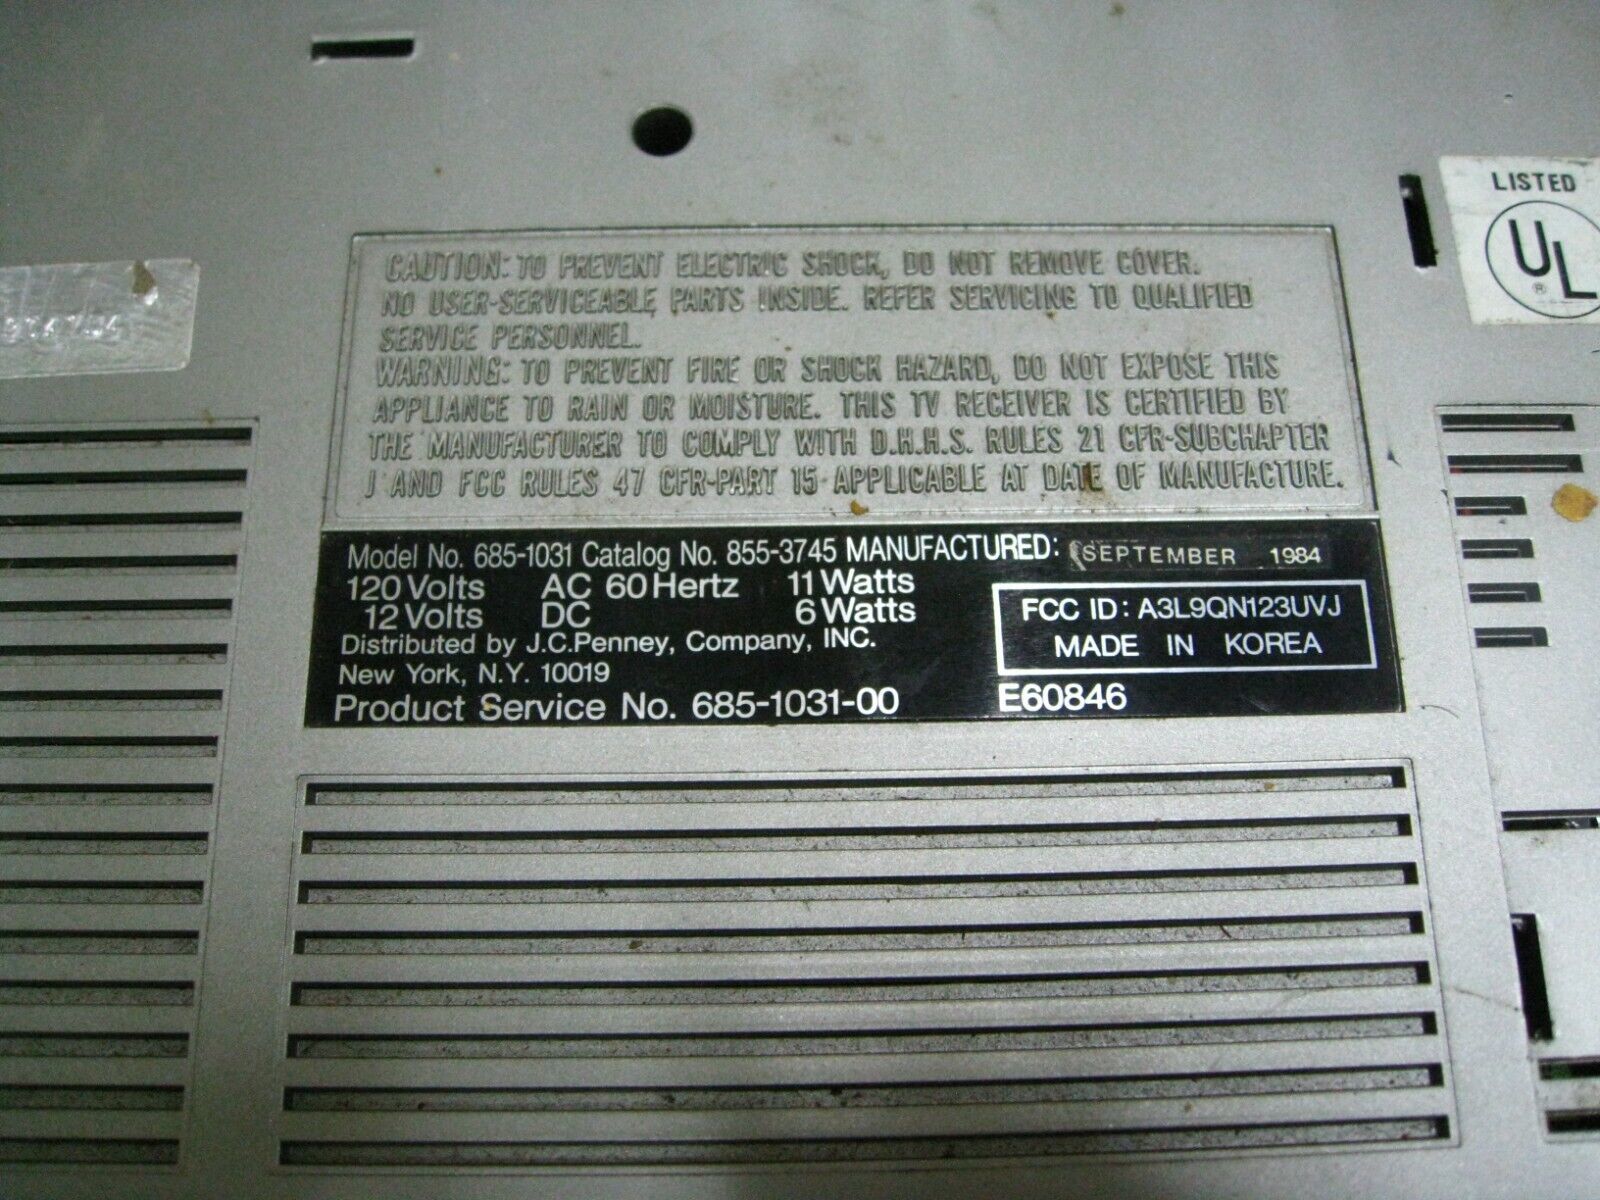 LISTED
UL
®
CAUTION: TO PREVENT ELECTRIC SHOCK, DO NOT REMOVE COVER.
NO USER-SERVICEABLE PARTS INSIDE. REFER SERVICING TO QUALIFIED
SERVICE PERSONNEL.
WARNING: TO PREVENT FIRE OR SHOCK HAZARD, DO NOT EXPOSE THIS
APPLIANCE TO RAIN OR MOISTURE. THIS TV RECEIVER IS CERTIFIED BY
THE MANUFACTURER TO COMPLY WITH D.H.H.S. RULES 21 CFR-SUBCHAPTER
J AND FCC RULES 47 CFR-PART 15 APPLICABLE AT DATE OF MANUFACTURE.
Model No. 685-1031 Catalog No. 855-3745 MANUFACTURED: SEPTEMBER 1984
120 Volts AC 60 Hertz 11 Watts
12 Volts DC 6 Watts
FCC ID: A3L9QN123UVJ
MADE IN KOREA
Distributed by J.C.Penney, Company, INC.
New York, N.Y. 10019
Product Service No. 685-1031-00 E60846